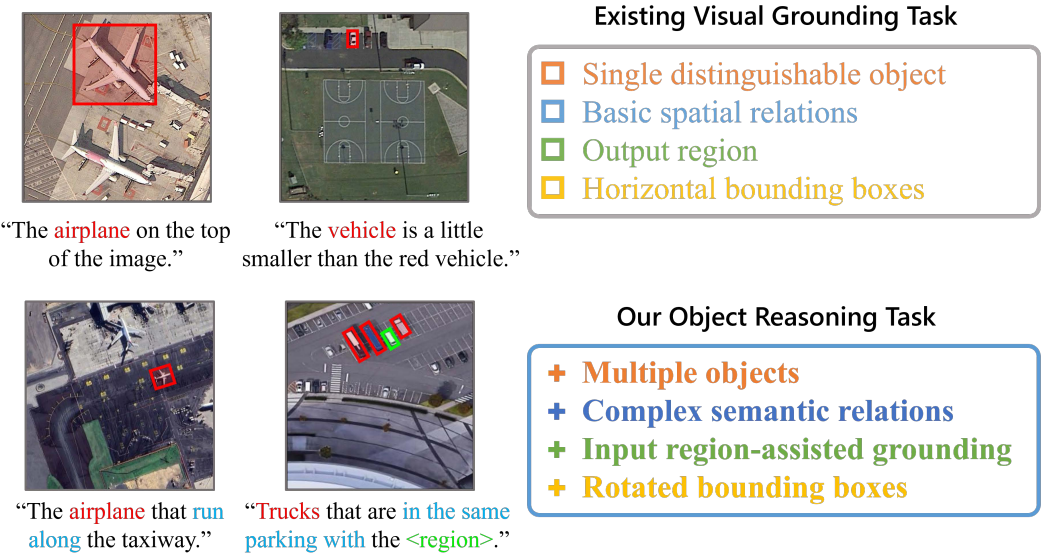 Existing Visual Grounding Task
Single distinguishable object
Basic spatial relations
Output region
Horizontal bounding boxes
“The airplane on the top
of the image.”
“The vehicle is a little
smaller than the red vehicle.”
Our Object Reasoning Task
+ Multiple objects
+ Complex semantic relations
+ Input region-assisted grounding
+ Rotated bounding boxes
“The airplane that run
along the taxiway.”
“Trucks that are in the same
parking with the <region>.”